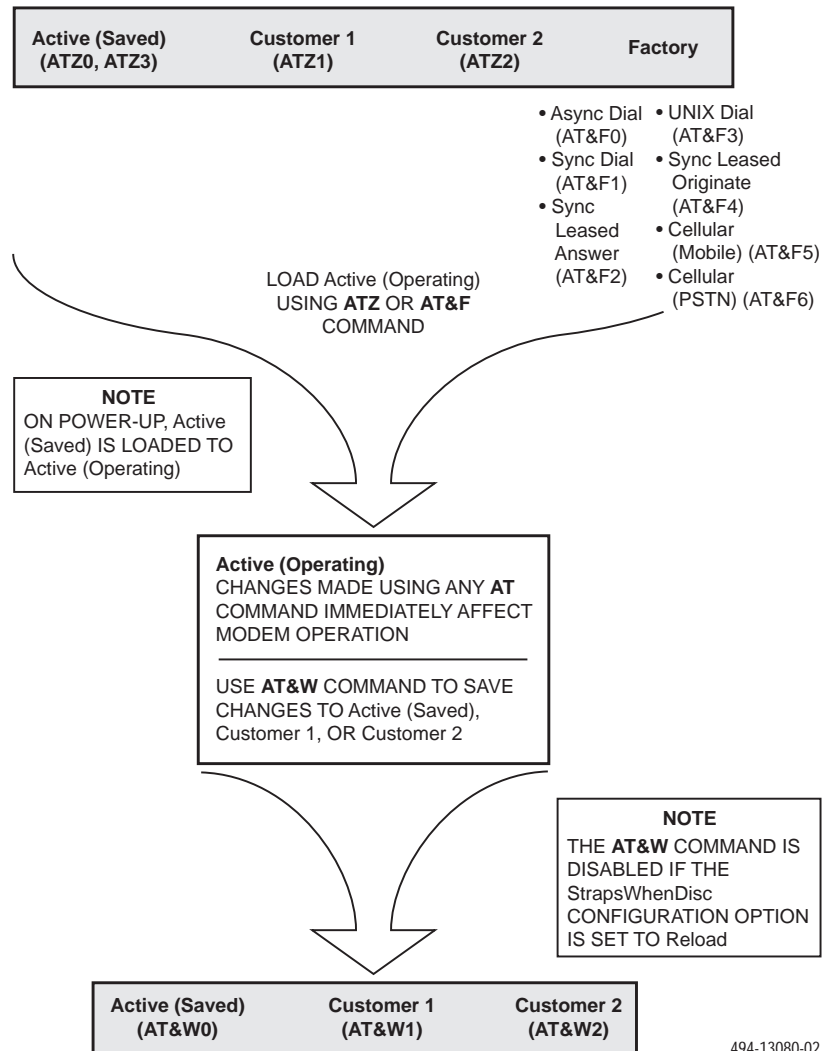 Active (Saved)
(ATZ0, ATZ3)
Customer 1
(ATZ1)
Customer 2
(ATZ2)
Factory
• Async Dial
(AT&F0)
• Sync Dial
(AT&F1)
• Sync
Leased
Answer
(AT&F2)
• UNIX Dial
(AT&F3)
• Sync Leased
Originate
(AT&F4)
• Cellular
(Mobile) (AT&F5)
• Cellular
(PSTN) (AT&F6)
LOAD Active (Operating)
USING ATZ OR AT&F
COMMAND
NOTE
ON POWER-UP, Active
(Saved) IS LOADED TO
Active (Operating)
Active (Operating)
CHANGES MADE USING ANY AT
COMMAND IMMEDIATELY AFFECT
MODEM OPERATION
USE AT&W COMMAND TO SAVE
CHANGES TO Active (Saved),
Customer 1, OR Customer 2
NOTE
THE AT&W COMMAND IS
DISABLED IF THE
StrapsWhenDisc
CONFIGURATION OPTION
IS SET TO Reload
Active (Saved)
(AT&W0)
Customer 1
(AT&W1)
Customer 2
(AT&W2)
494-13080-02